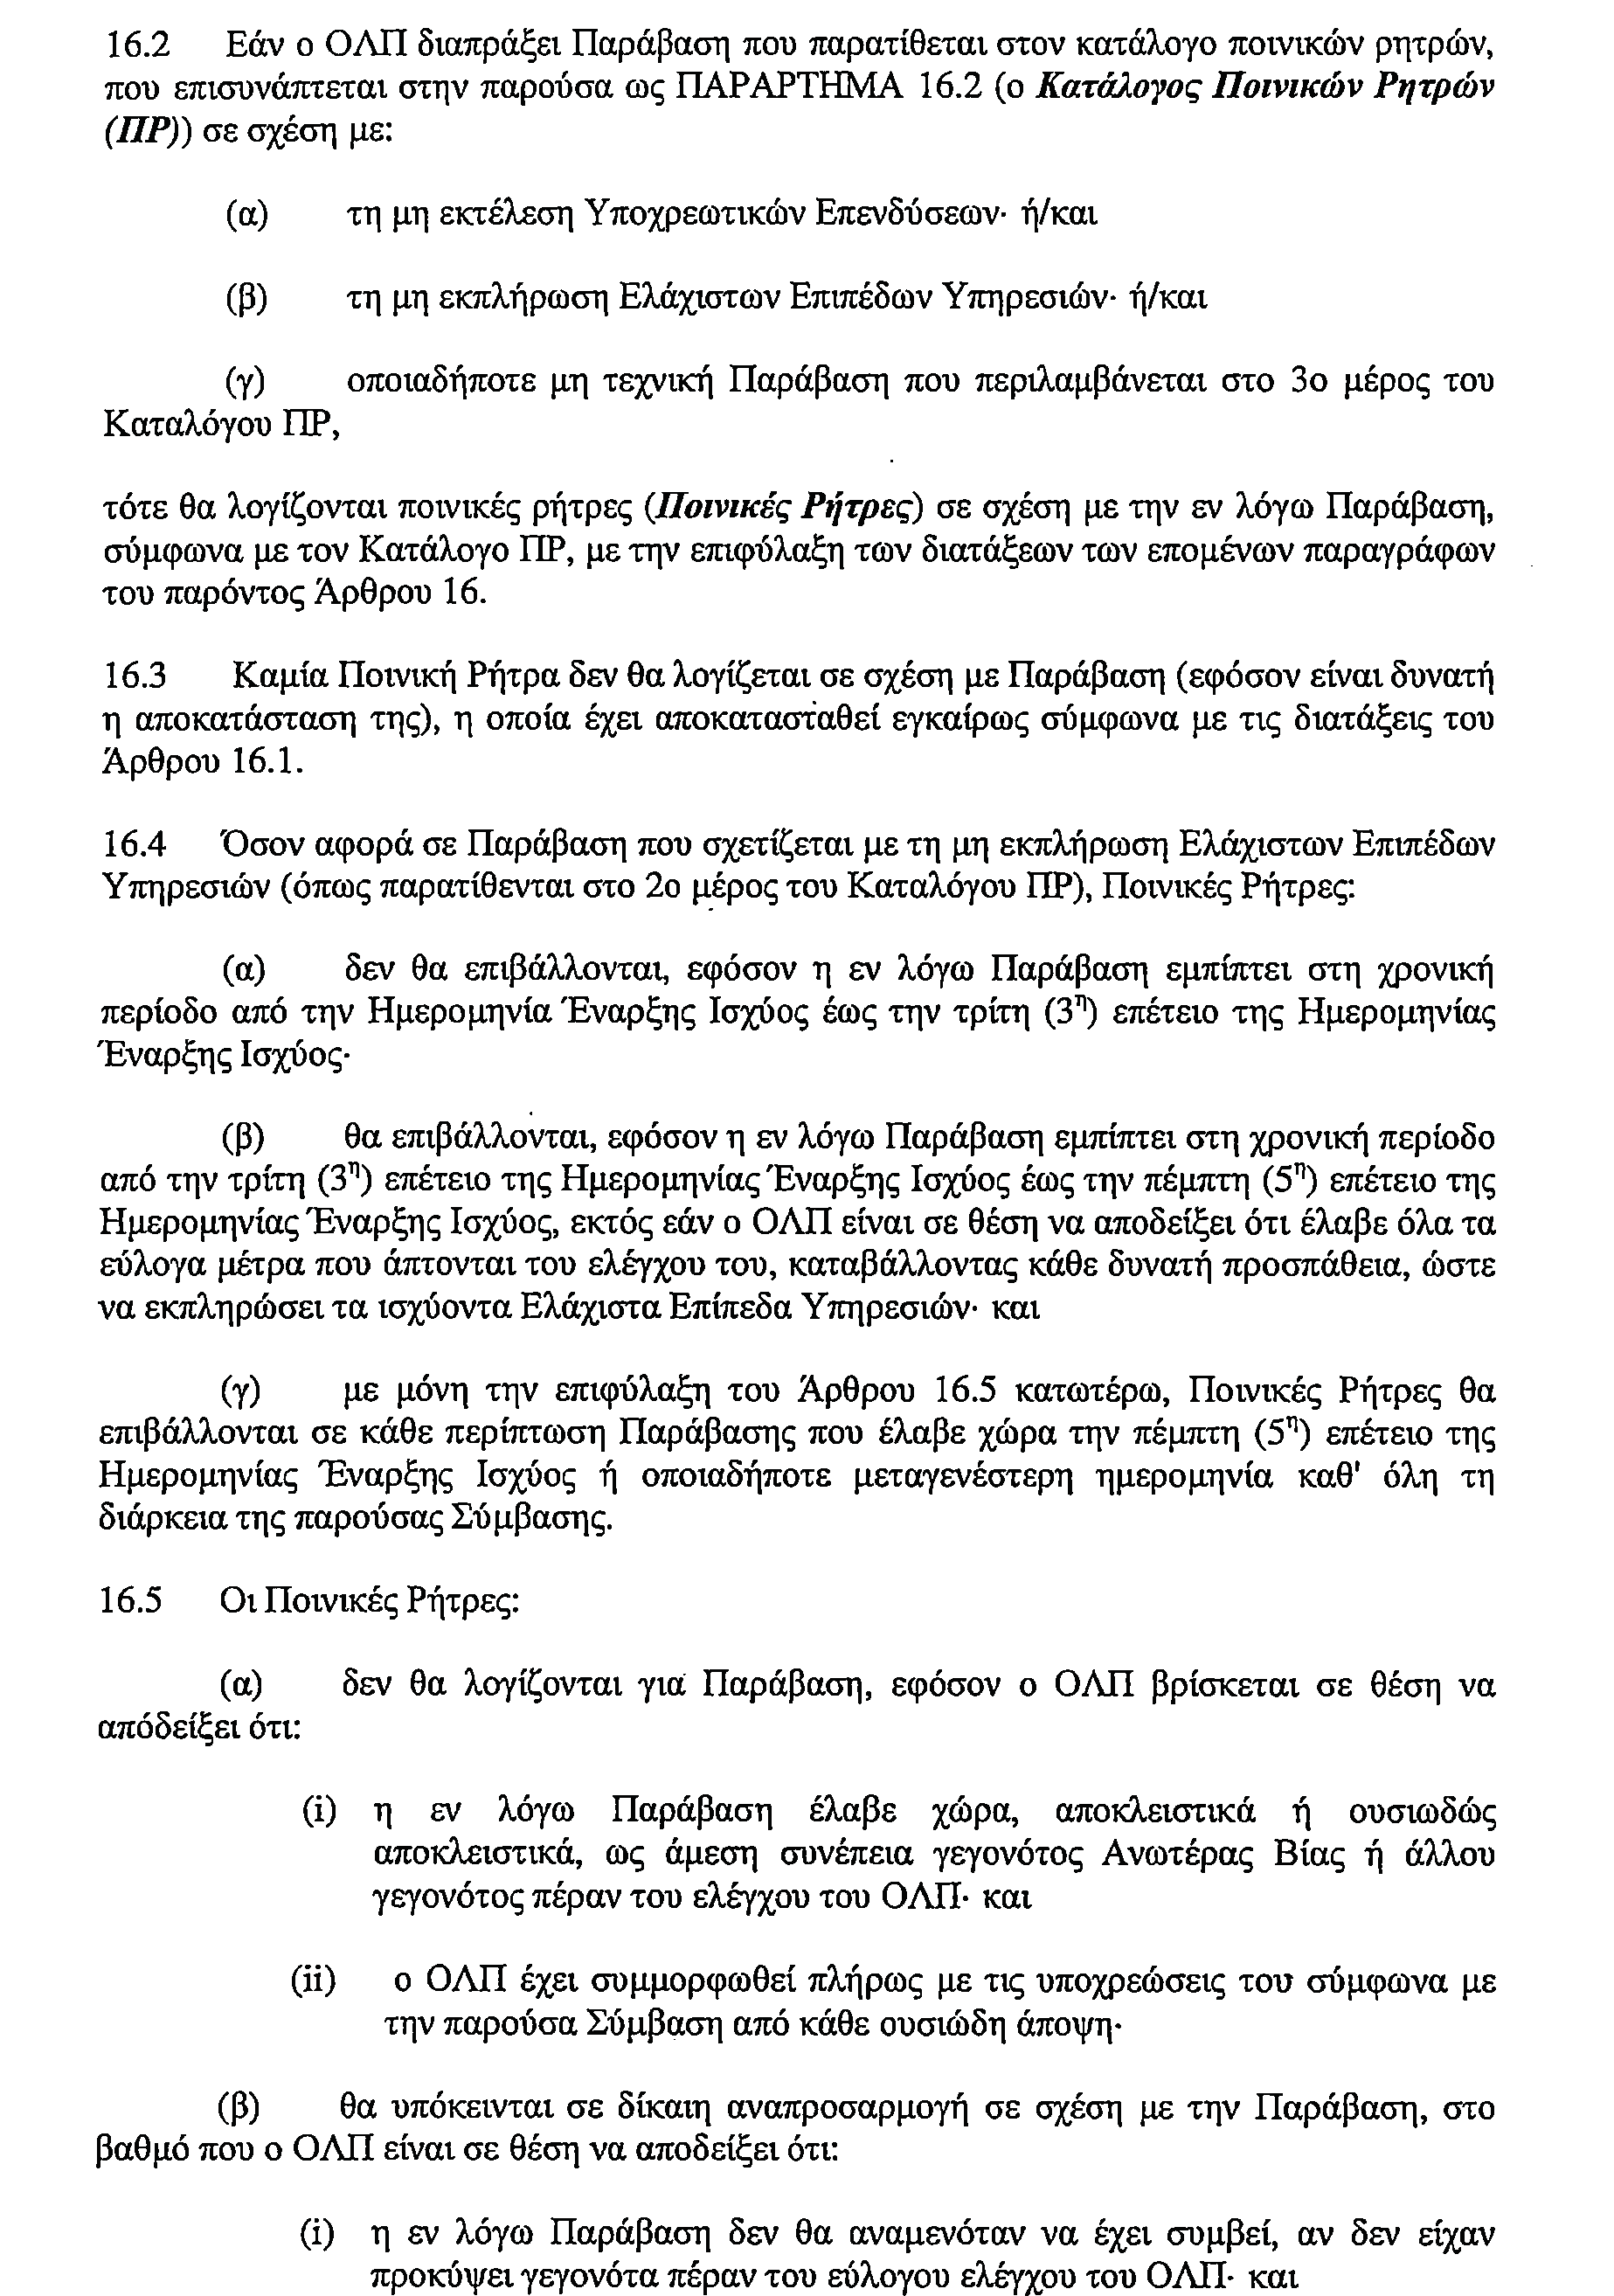 16.2 Εάν ο ΟΛΠ διαπράξει Παράβαση που παρατίθεται στον κατάλογο ποινικών ρητρών,
που επισυνάπτεται στην παρούσα ως ΠΑΡΑΡΤΗΜΑ 16.2 (ο Κατάλογος Ποινικών Ρητρών
(ΠΡ)) σε σχέση με:
(α) τη μη εκτέλεση Υποχρεωτικών Επενδύσεων· ή/και
(β) τη μη εκπλήρωση Ελάχιστων Επιπέδων Υπηρεσιών· ή/και
(γ) οποιαδήποτε μη τεχνική Παράβαση που περιλαμβάνεται στο 3ο μέρος του
Καταλόγου ΠΡ,
τότε θα λογίζονται ποινικές ρήτρες (Ποινικές Ρήτρες) σε σχέση με την εν λόγω Παράβαση,
σύμφωνα με τον Κατάλογο ΠΡ, με την επιφύλαξη των διατάξεων των επομένων παραγράφων
του παρόντος Άρθρου 16.
16.3 Καμία Ποινική Ρήτρα δεν θα λογίζεται σε σχέση με Παράβαση (εφόσον είναι δυνατή
η αποκατάσταση της), η οποία έχει αποκατασταθεί εγκαίρως σύμφωνα με τις διατάξεις του
Άρθρου 16.1.
16.4 Όσον αφορά σε Παράβαση που σχετίζεται με τη μη εκπλήρωση Ελάχιστων Επιπέδων
Υπηρεσιών (όπως παρατίθενται στο 2ο μέρος του Καταλόγου ΠΡ), Ποινικές Ρήτρες:
(α) δεν θα επιβάλλονται, εφόσον η εν λόγω Παράβαση εμπίπτει στη χρονική
περίοδο από την Ημερομηνία Έναρξης Ισχύος έως την τρίτη (3η) επέτειο της Ημερομηνίας
Έναρξης Ισχύος·
(β) θα επιβάλλονται, εφόσον η εν λόγω Παράβαση εμπίπτει στη χρονική περίοδο
από την τρίτη (3η) επέτειο της Ημερομηνίας Έναρξης Ισχύος έως την πέμπτη (5η) επέτειο της
Ημερομηνίας Έναρξης Ισχύος, εκτός εάν ο ΟΛΠ είναι σε θέση να αποδείξει ότι έλαβε όλα τα
εύλογα μέτρα που άπτονται του ελέγχου του, καταβάλλοντας κάθε δυνατή προσπάθεια, ώστε
να εκπληρώσει τα ισχύοντα Ελάχιστα Επίπεδα Υπηρεσιών· και
(γ) με μόνη την επιφύλαξη του Άρθρου 16.5 κατωτέρω, Ποινικές Ρήτρες θα
επιβάλλονται σε κάθε περίπτωση Παράβασης που έλαβε χώρα την πέμπτη (5η) επέτειο της
Ημερομηνίας Έναρξης Ισχύος ή οποιαδήποτε μεταγενέστερη ημερομηνία καθ' όλη τη
διάρκεια της παρούσας Σύμβασης.
16.5 Οι Ποινικές Ρήτρες:
(α) δεν θα λογίζονται για Παράβαση, εφόσον ο ΟΛΠ βρίσκεται σε θέση να
απόδείξει ότι:
(i) η εν λόγω Παράβαση έλαβε χώρα, αποκλειστικά ή ουσιωδώς
αποκλειστικά, ως άμεση συνέπεια γεγονότος Ανωτέρας Βίας ή άλλου
γεγονότος πέραν του ελέγχου του ΟΛΠ· και
(ii) ο ΟΛΠ έχει συμμορφωθεί πλήρως με τις υποχρεώσεις του σύμφωνα με
την παρούσα Σύμβαση από κάθε ουσιώδη άποψη·
(β) θα υπόκεινται σε δίκαιη αναπροσαρμογή σε σχέση με την Παράβαση, στο
βαθμό που ο ΟΛΠ είναι σε θέση να αποδείξει ότι:
(i) η εν λόγω Παράβαση δεν θα αναμενόταν να έχει συμβεί, αν δεν είχαν
προκύψει γεγονότα πέραν του εύλογου ελέγχου του ΟΛΠ· και